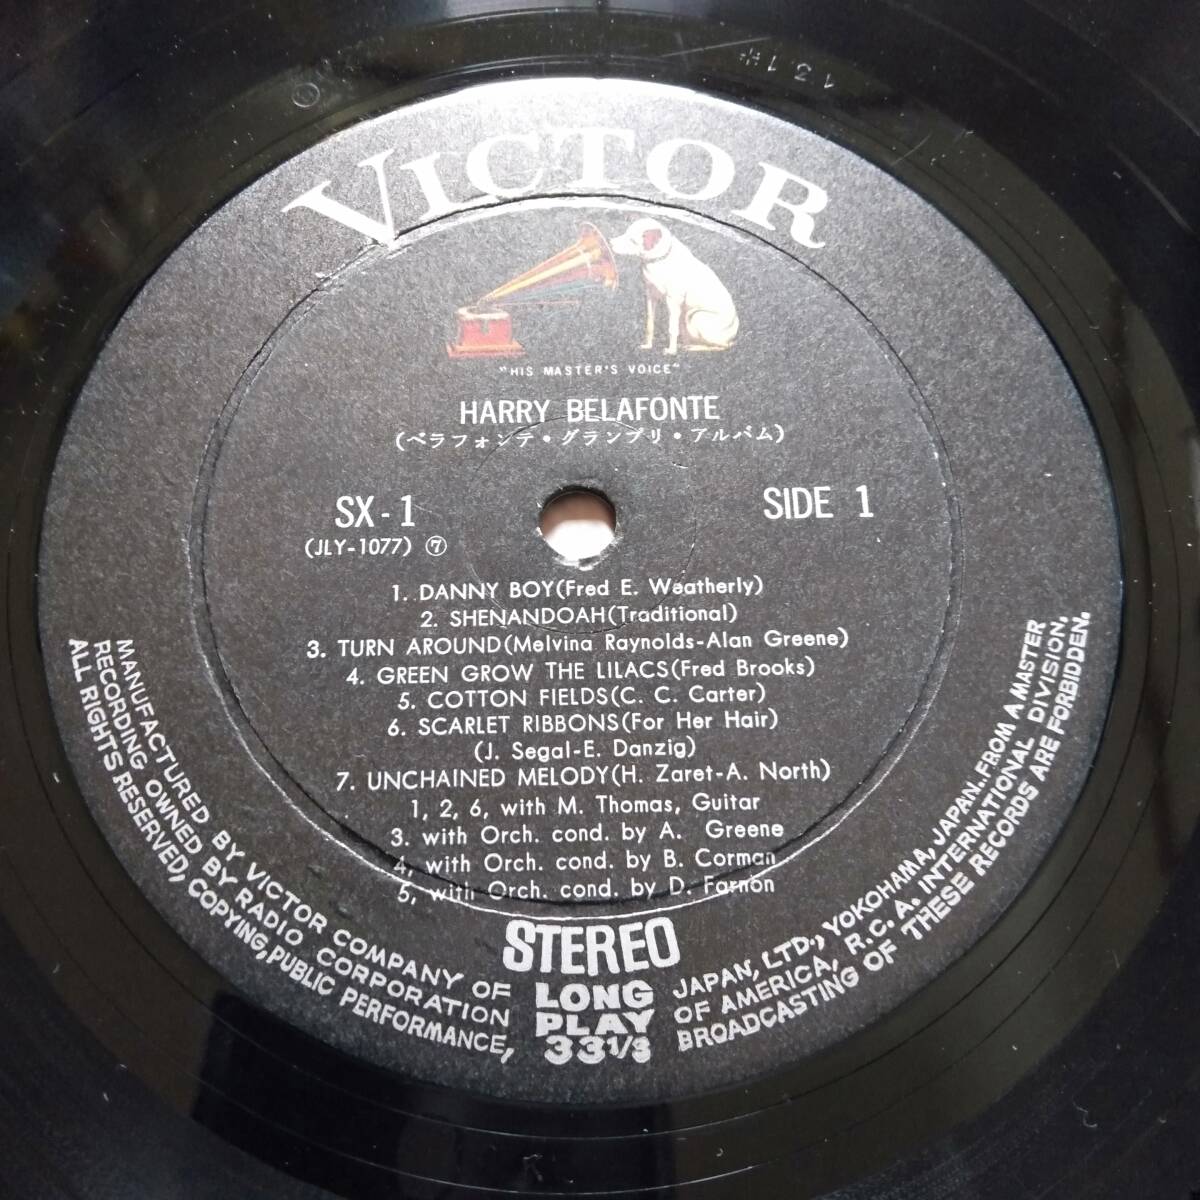 VICTOR
"HIS MASTER'S VOICE"
HARRY BELAFONTE
(ベラフォンテ・グランプリ・アルバム)
SX-1
SIDE 1
(JLY-1077) ⑦
1. DANNY BOY(Fred E. Weatherly)
2. SHENANDOAH(Traditional)
3. TURN AROUND(Melvina Raynolds-Alan Greene)
4. GREEN GROW THE LILACS(Fred Brooks)
5. COTTON FIELDS(C. C. Carter)
6. SCARLET RIBBONS(For Her Hair)
(J. Segal-E. Danzig)
7. UNCHAINED MELODY(H. Zaret-A. North)
1, 2, 6, with M. Thomas, Guitar
3. with Orch. cond. by A. Greene
4, with Orch. cond. by B. Corman
5, with Orch. cond. by D. Farnon
STEREO
LONG
PLAY
33 1/3
MANUFACTURED BY VICTOR COMPANY OF JAPAN, LTD., YOKOHAMA, JAPAN. FROM A MASTER
RECORDING OWNED BY RADIO CORPORATION OF AMERICA, R.C.A. INTERNATIONAL DIVISION,
ALL RIGHTS RESERVED, COPYING, PUBLIC PERFORMANCE, BROADCASTING OF THESE RECORDS ARE FORBIDDEN.